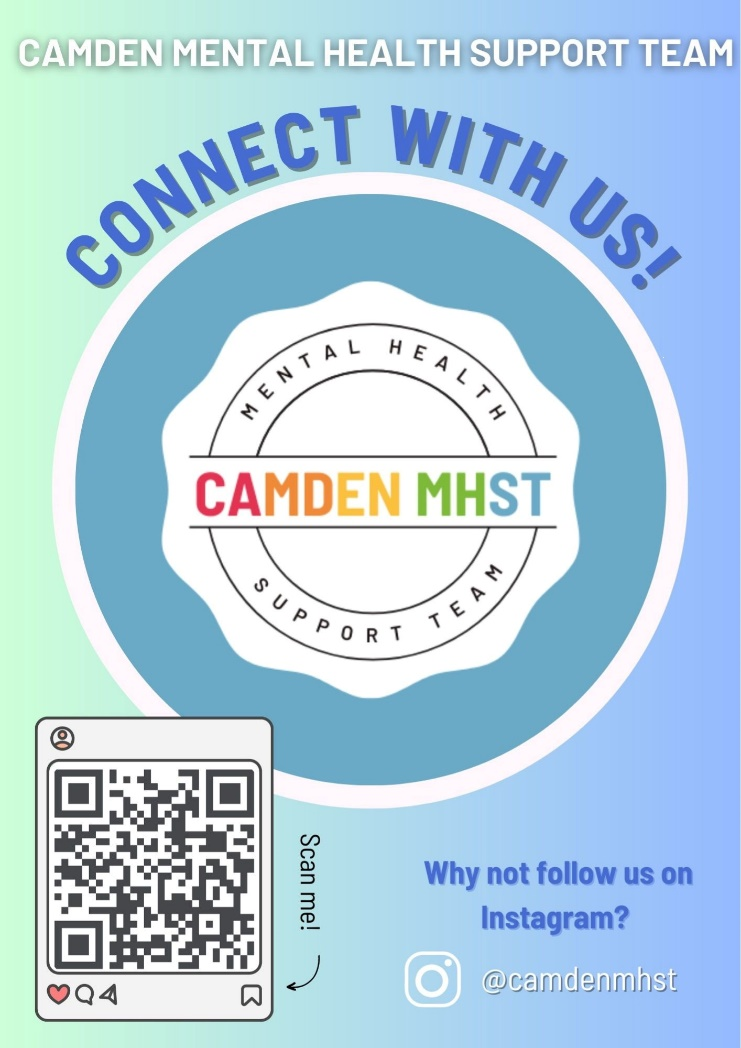 CAMDEN MENTAL HEALTH SUPPORT TEAM
CONNECT WITH US!
MENTAL HEALTH
CAMDEN MHST
SUPPORT TEAM
Scan me!
Why not follow us on
Instagram?
@camdenmhst